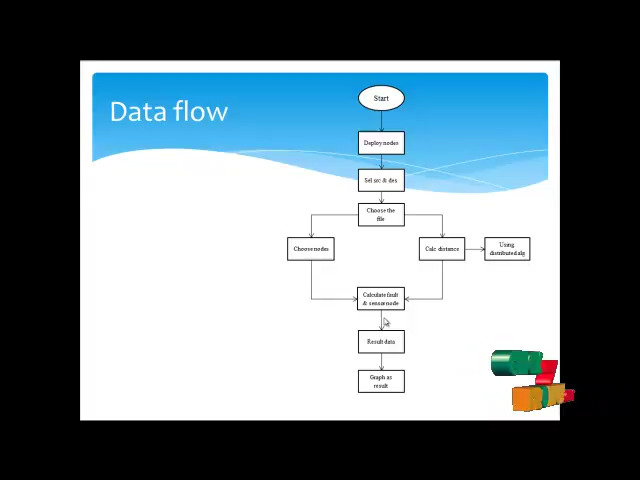 Data flow
Start
Deploy nodes
Sel src & des
Choose the
file
Choose nodes
Calc distance
Using
distributed alg
Calculate fault
& sensor node
Result data
Graph as
result